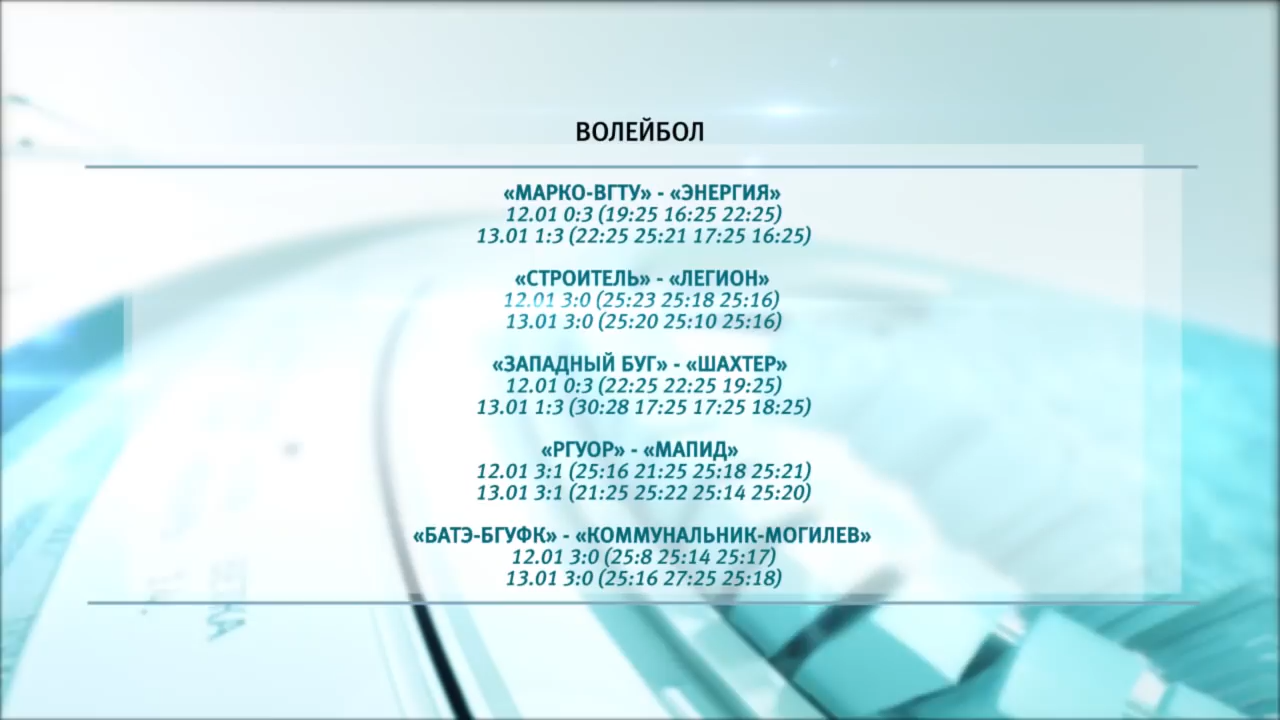 ВОЛЕЙБОЛ
«МАРКО-ВГТУ» - «ЭНЕРГИЯ»
12.01 0:3 (19:25 16:25 22:25)
13.01 1:3 (22:25 25:21 17:25 16:25)
«СТРОИТЕЛЬ» - «ЛЕГИОН»
12.01 3:0 (25:23 25:18 25:16)
13.01 3:0 (25:20 25:10 25:16)
«ЗАПАДНЫЙ БУГ» - «ШАХТЕР»
12.01 0:3 (22:25 22:25 19:25)
13.01 1:3 (30:28 17:25 17:25 18:25)
«РГУОР» - «МАПИД»
12.01 3:1 (25:16 21:25 25:18 25:21)
13.01 3:1 (21:25 25:22 25:14 25:20)
«БАТЭ-БГУФК» - «КОММУНАЛЬНИК-МОГИЛЕВ»
12.01 3:0 (25:8 25:14 25:17)
13.01 3:0 (25:16 27:25 25:18)